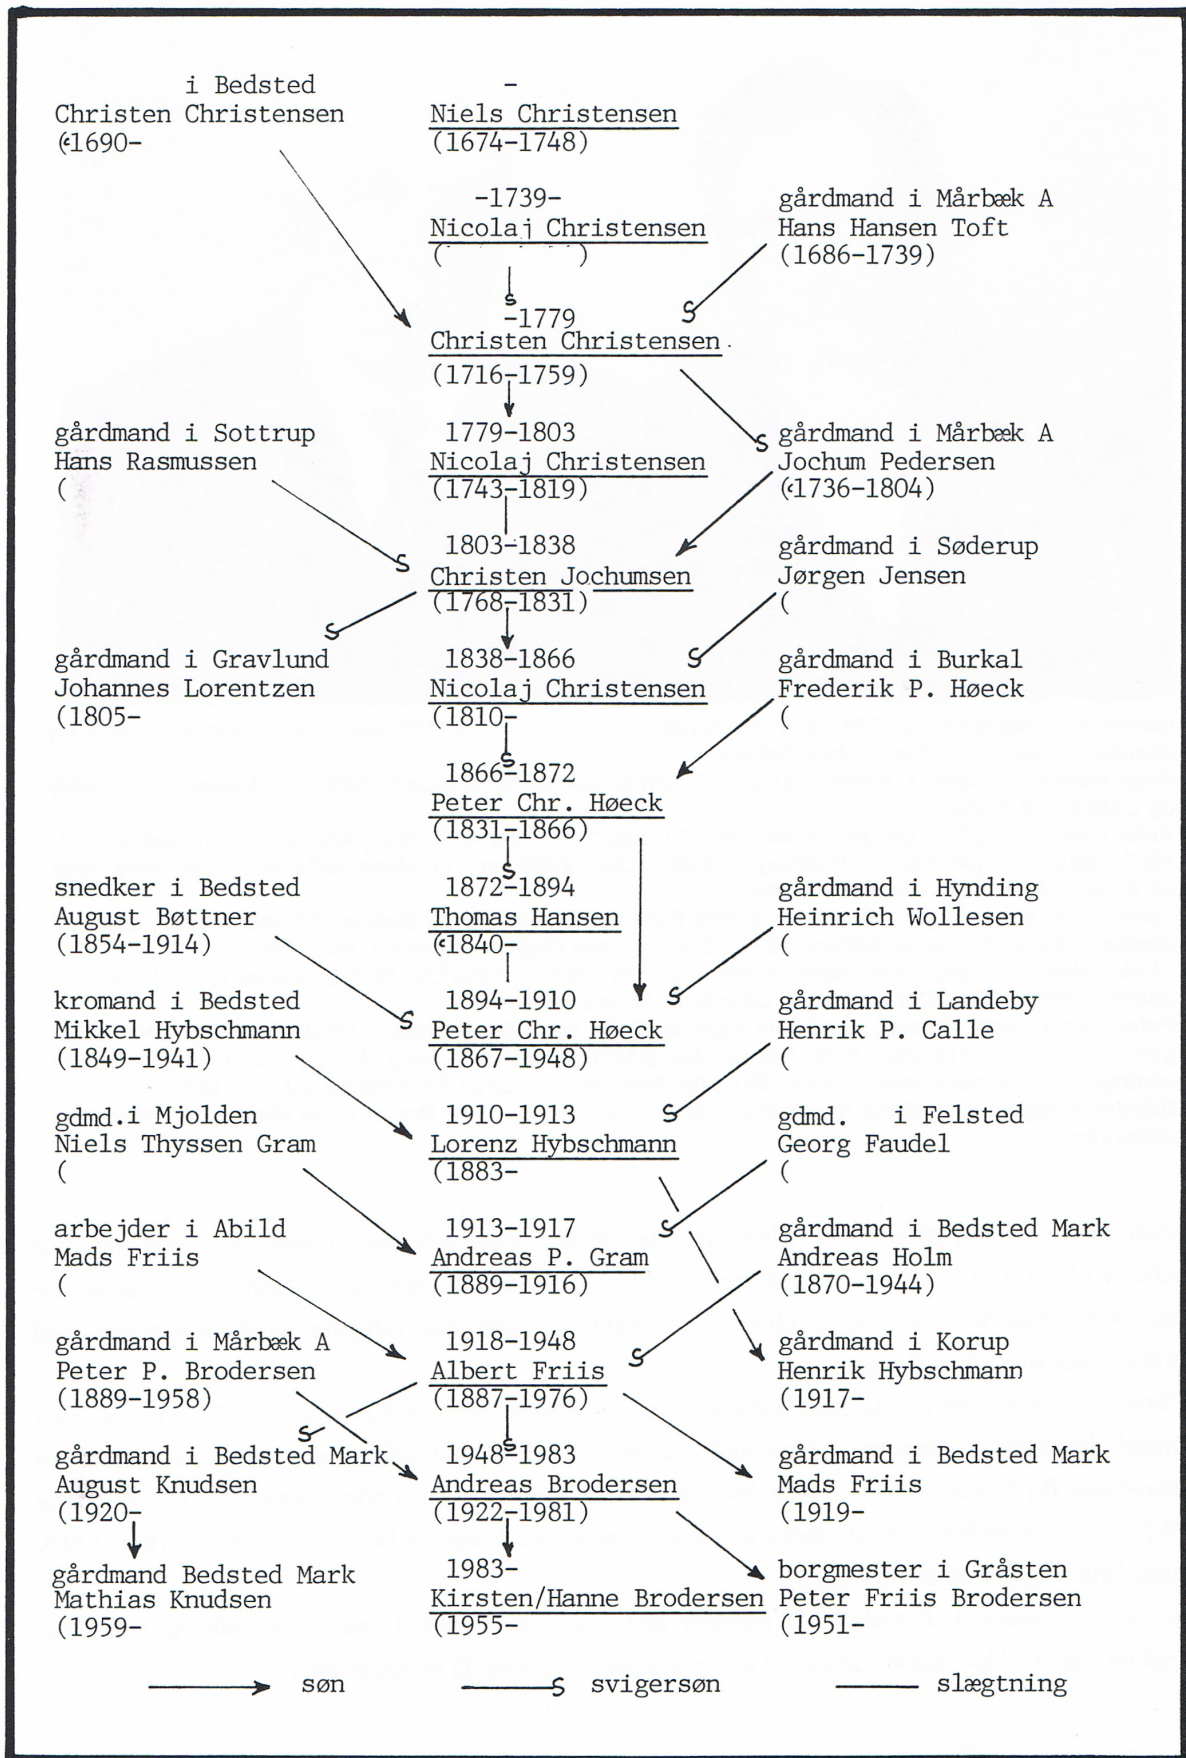 i Bedsted
Christen Christensen
(c1690-
-
Niels Christensen
(1674-1748)
-1739-
Nicolaj Christensen
( )
gårdmand i Mårbæk A
Hans Hansen Toft
(1686-1739)
s
S
-1779
Christen Christensen.
(1716-1759)
gårdmand i Sottrup
Hans Rasmussen
(
1779-1803
Nicolaj Christensen
(1743-1819)
S
gårdmand i Mårbæk A
Jochum Pedersen
(c1736-1804)
S
1803-1838
Christen Jochumsen
(1768-1831)
gårdmand i Søderup
Jørgen Jensen
(
S
gårdmand i Gravlund
Johannes Lorentzen
(1805-
1838-1866
Nicolaj Christensen
(1810-
S
gårdmand i Burkal
Frederik P. Høeck
(
s
1866-1872
Peter Chr. Høeck
(1831-1866)
s
snedker i Bedsted
August Bøttner
(1854-1914)
1872-1894
Thomas Hansen
(c1840-
gårdmand i Hynding
Heinrich Wollesen
(
kromand i Bedsted
Mikkel Hybschmann
(1849-1941)
S
1894-1910
Peter Chr. Høeck
(1867-1948)
S
gårdmand i Landeby
Henrik P. Calle
(
gdmd.i Mjolden
Niels Thyssen Gram
(
1910-1913
Lorenz Hybschmann
(1883-
S
gdmd. i Felsted
Georg Faudel
(
arbejder i Abild
Mads Friis
(
1913-1917
Andreas P. Gram
(1889-1916)
S
gårdmand i Bedsted Mark
Andreas Holm
(1870-1944)
gårdmand i Mårbæk A
Peter P. Brodersen
(1889-1958)
1918-1948
Albert Friis
(1887-1976)
S
gårdmand i Korup
Henrik Hybschmann
(1917-
S
s
gårdmand i Bedsted Mark
August Knudsen
(1920-
1948-1983
Andreas Brodersen
(1922-1981)
gårdmand i Bedsted Mark
Mads Friis
(1919-
gårdmand Bedsted Mark
Mathias Knudsen
(1959-
1983-
Kirsten/Hanne Brodersen
(1955-
borgmester i Gråsten
Peter Friis Brodersen
(1951-
søn
S svigersøn
slægtning